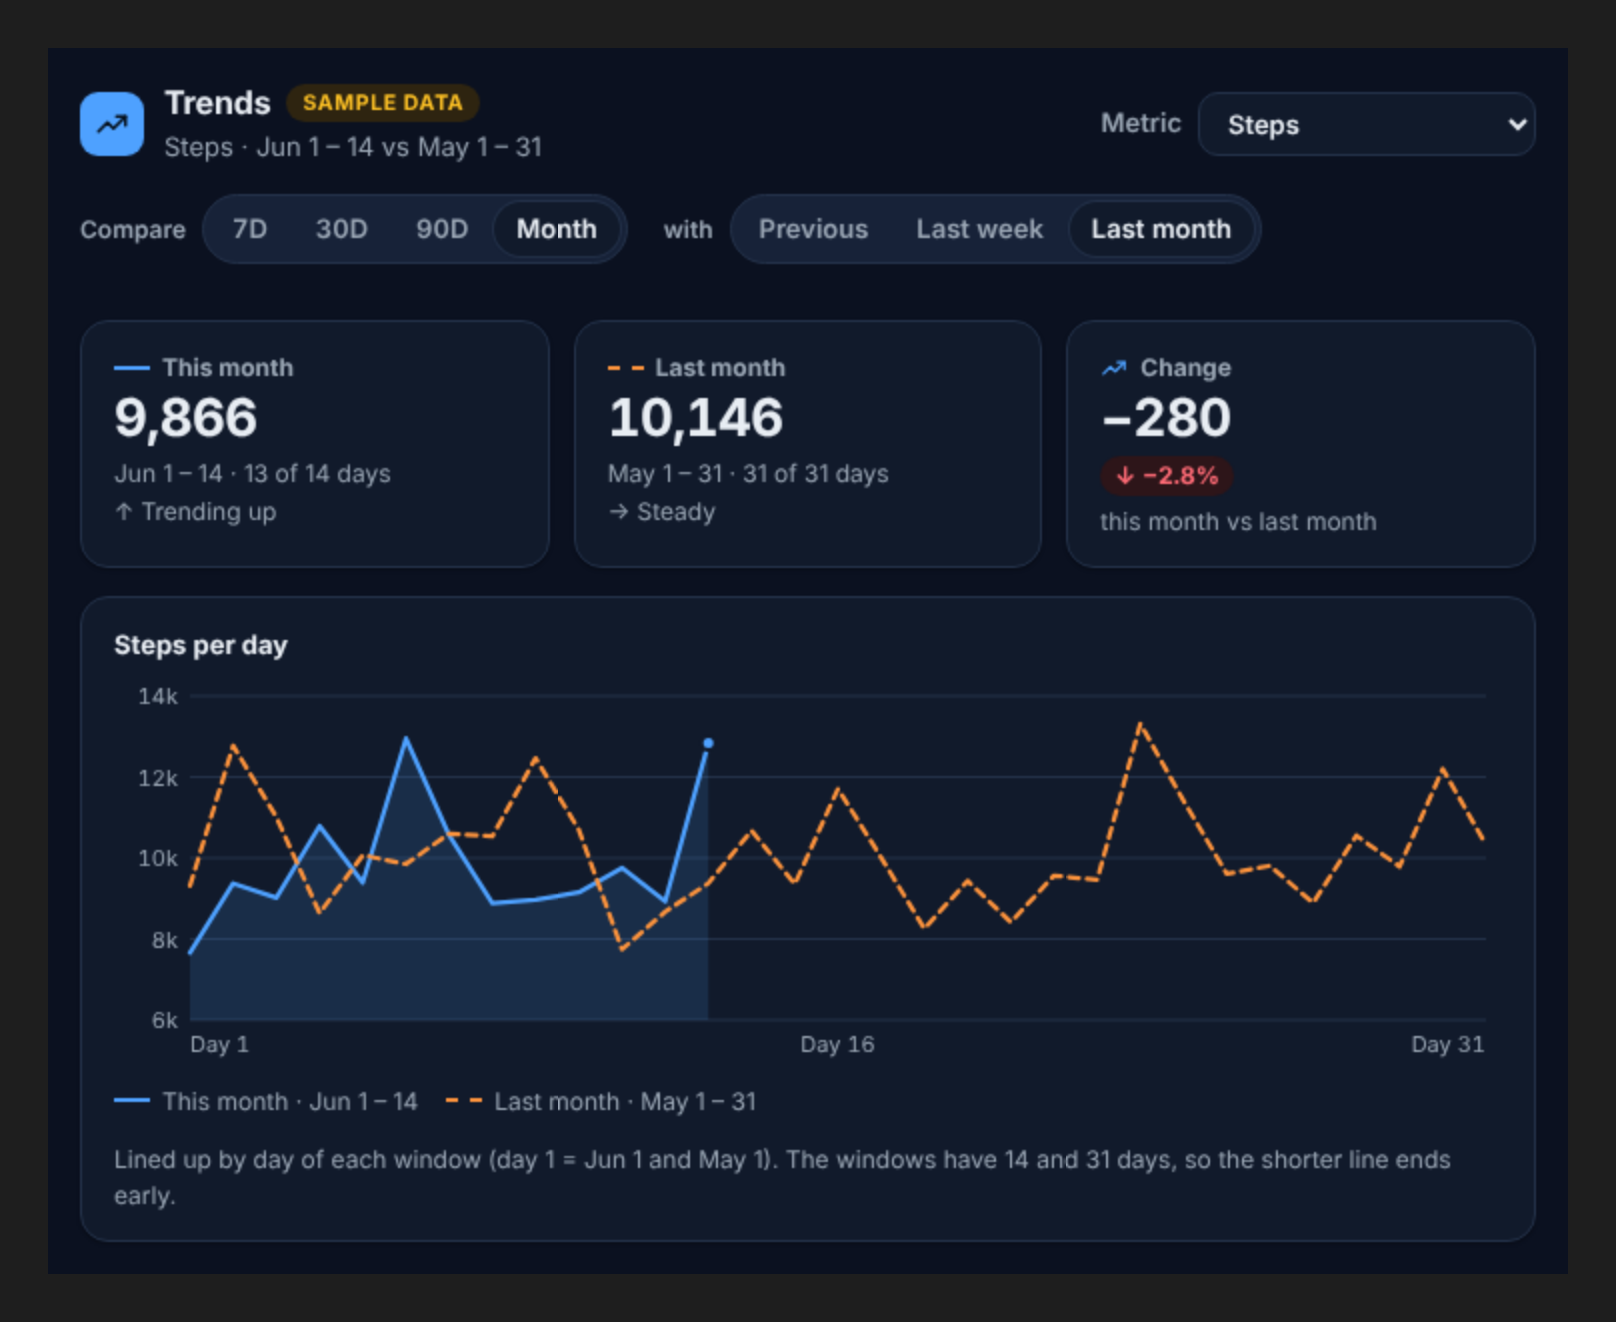 Trends SAMPLE DATA
Steps · Jun 1 – 14 vs May 1 – 31
Metric Steps
Compare 7D 30D 90D Month with Previous Last week Last month
This month
9,866
Jun 1 – 14 · 13 of 14 days
↑ Trending up
Last month
10,146
May 1 – 31 · 31 of 31 days
→ Steady
Change
−280
↓ −2.8%
this month vs last month
Steps per day
14k
12k
10k
8k
6k
Day 1 Day 16 Day 31
This month · Jun 1 – 14 Last month · May 1 – 31
Lined up by day of each window (day 1 = Jun 1 and May 1). The windows have 14 and 31 days, so the shorter line ends
early.